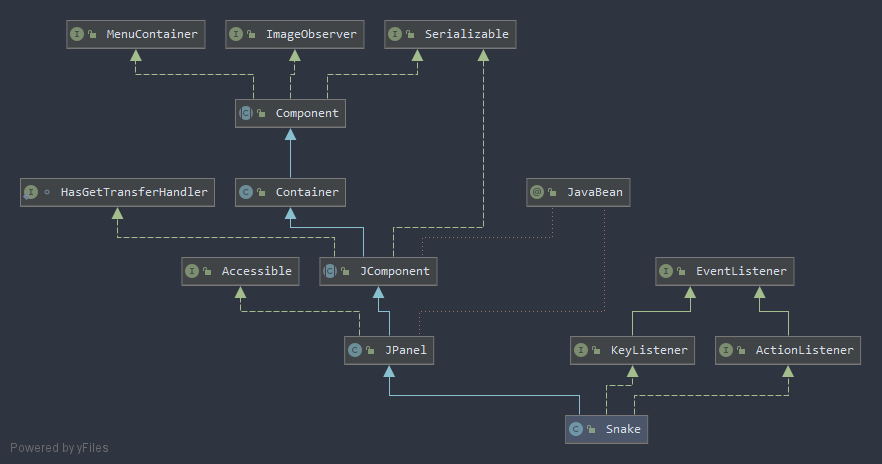 MenuContainer
ImageObserver
Serializable
Component
HasGetTransferHandler
Container
JavaBean
Accessible
JComponent
EventListener
JPanel
KeyListener
ActionListener
Snake
Powered by yFiles